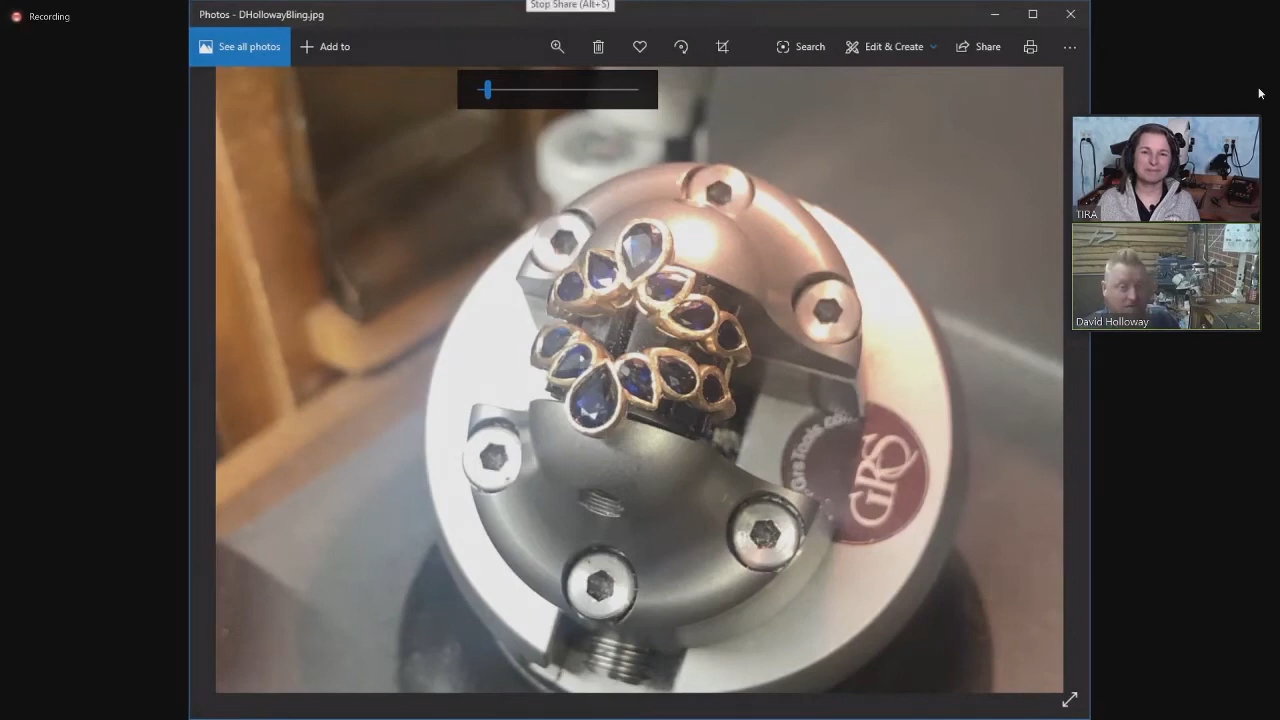 Recording
Stop Share (Alt+S)
Photos - DHollowayBling.jpg
See all photos
Add to
Search
Edit & Create
Share
TIRA
David Holloway
GRS